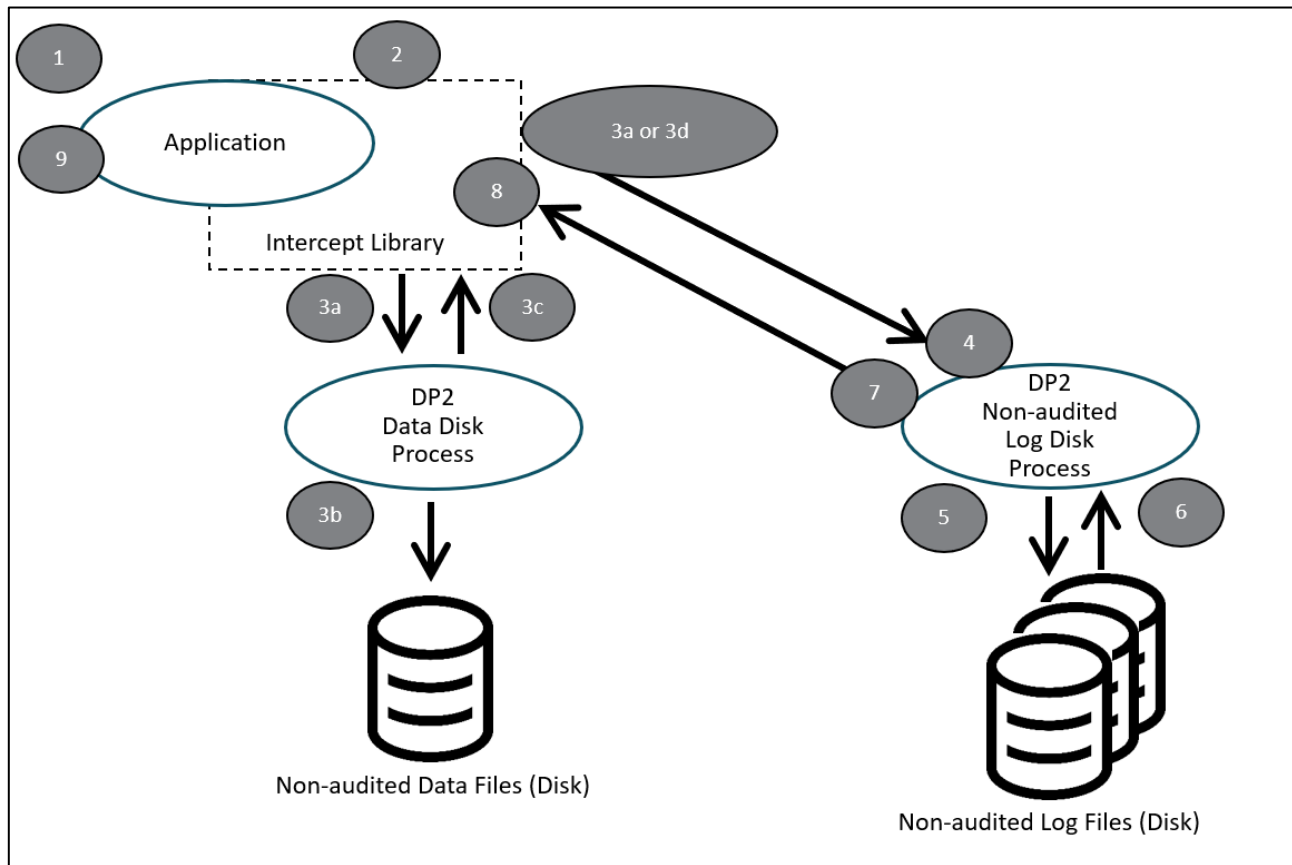 1
2
3a or 3d
Application
9
8
Intercept Library
3a
3c
4
7
DP2
Data Disk
Process
DP2
Non-audited
Log Disk
Process
3b
5
6
Non-audited Data Files (Disk)
Non-audited Log Files (Disk)